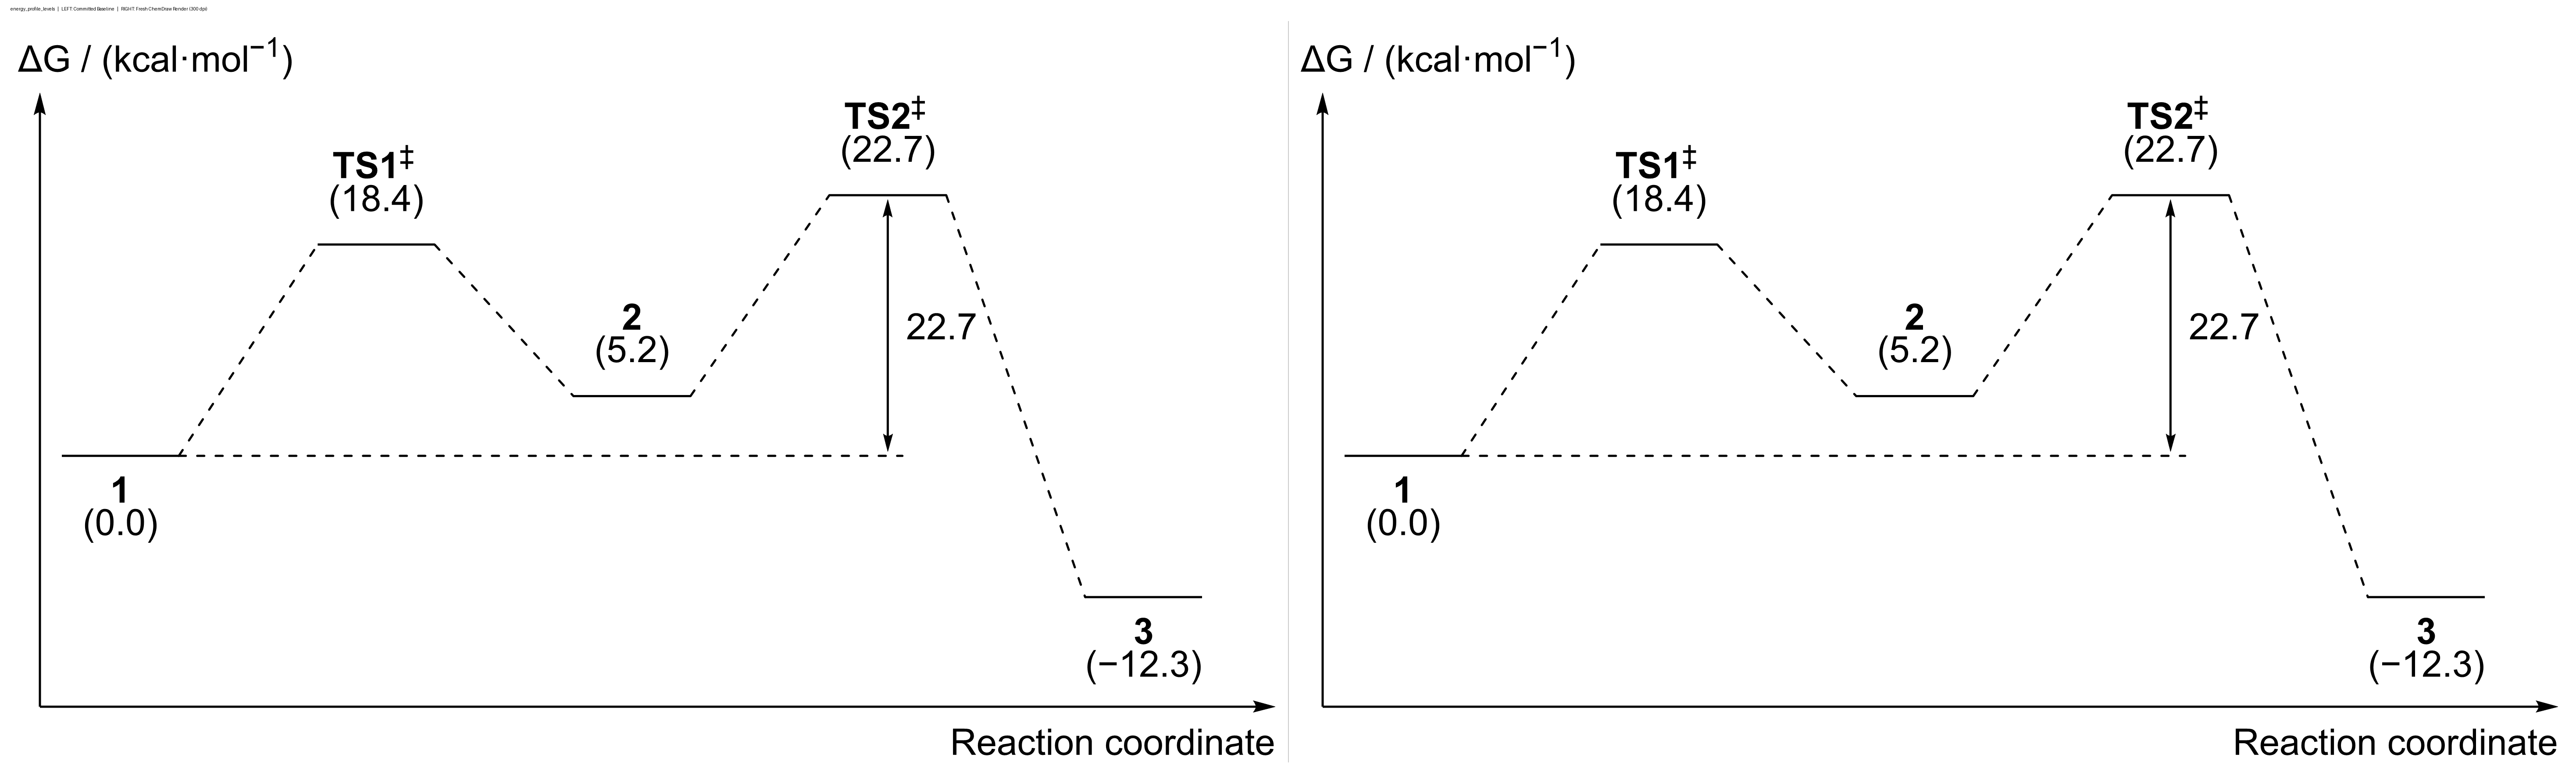 energy_profile_levels | LEFT Committed Baseline | RIGHT Fresh ChemDraw Render (300 dpi)
ΔG / (kcal·mol⁻¹)
TS2‡
(22.7)
TS1‡
(18.4)
2
(5.2)
22.7
1
(0.0)
3
(−12.3)
Reaction coordinate
ΔG / (kcal·mol⁻¹)
TS2‡
(22.7)
TS1‡
(18.4)
2
(5.2)
22.7
1
(0.0)
3
(−12.3)
Reaction coordinate